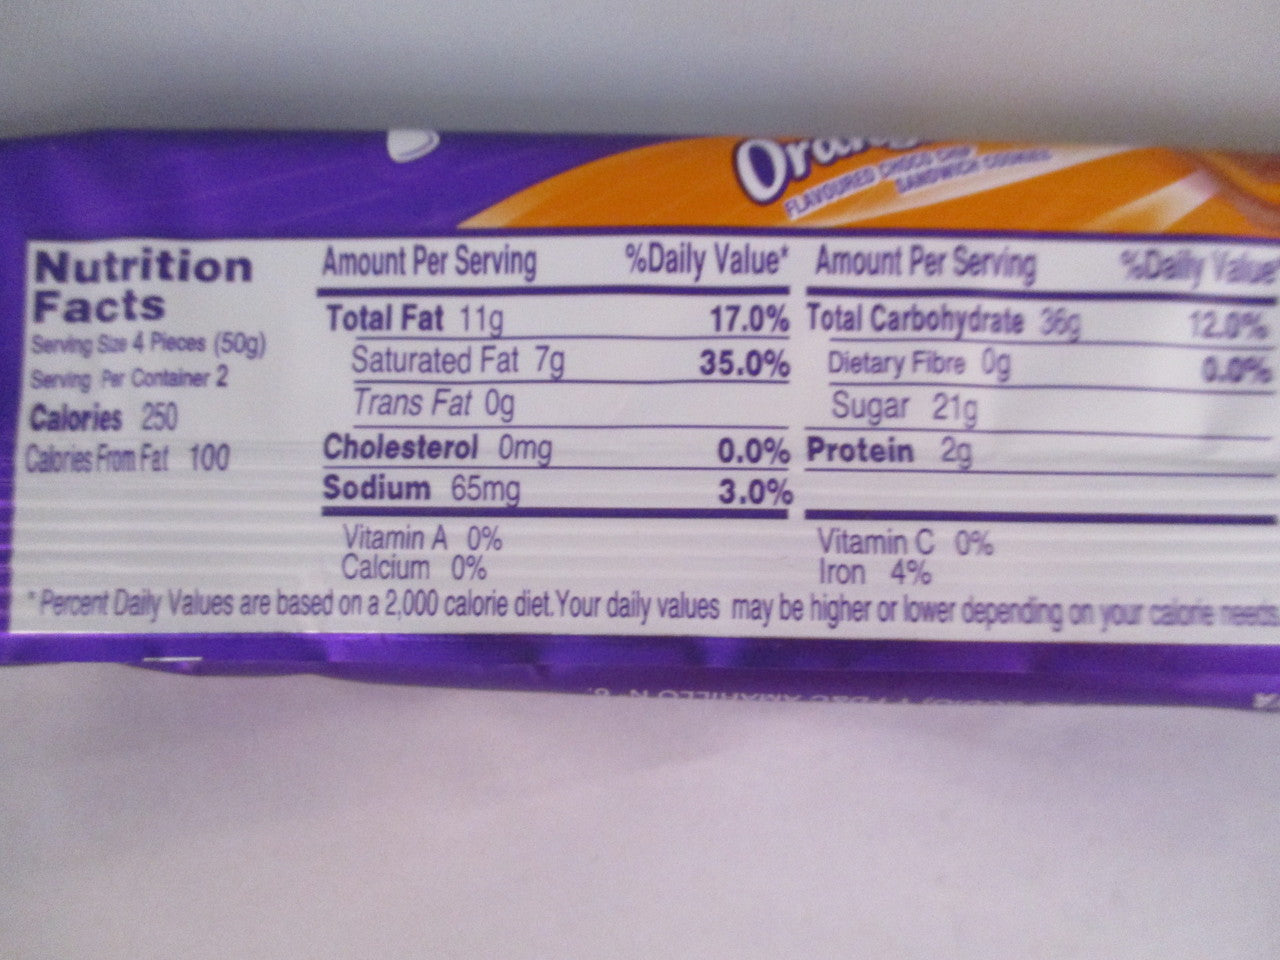 FLAVOURED CHOCO CHIP
SANDWICH COOKIES
Nutrition
Facts
Serving Size 4 Pieces (50g)
Serving Per Container 2
Calories 250
Calories From Fat 100
Amount Per Serving %Daily Value*
Total Fat 11g 17.0%
Saturated Fat 7g 35.0%
Trans Fat 0g
Cholesterol 0mg 0.0%
Sodium 65mg 3.0%
Vitamin A 0%
Calcium 0%
Amount Per Serving %Daily Value
Total Carbohydrate 36g 12.0%
Dietary Fibre 0g 0.0%
Sugar 21g
Protein 2g
Vitamin C 0%
Iron 4%
* Percent Daily Values are based on a 2,000 calorie diet.Your daily values may be higher or lower depending on your calorie needs